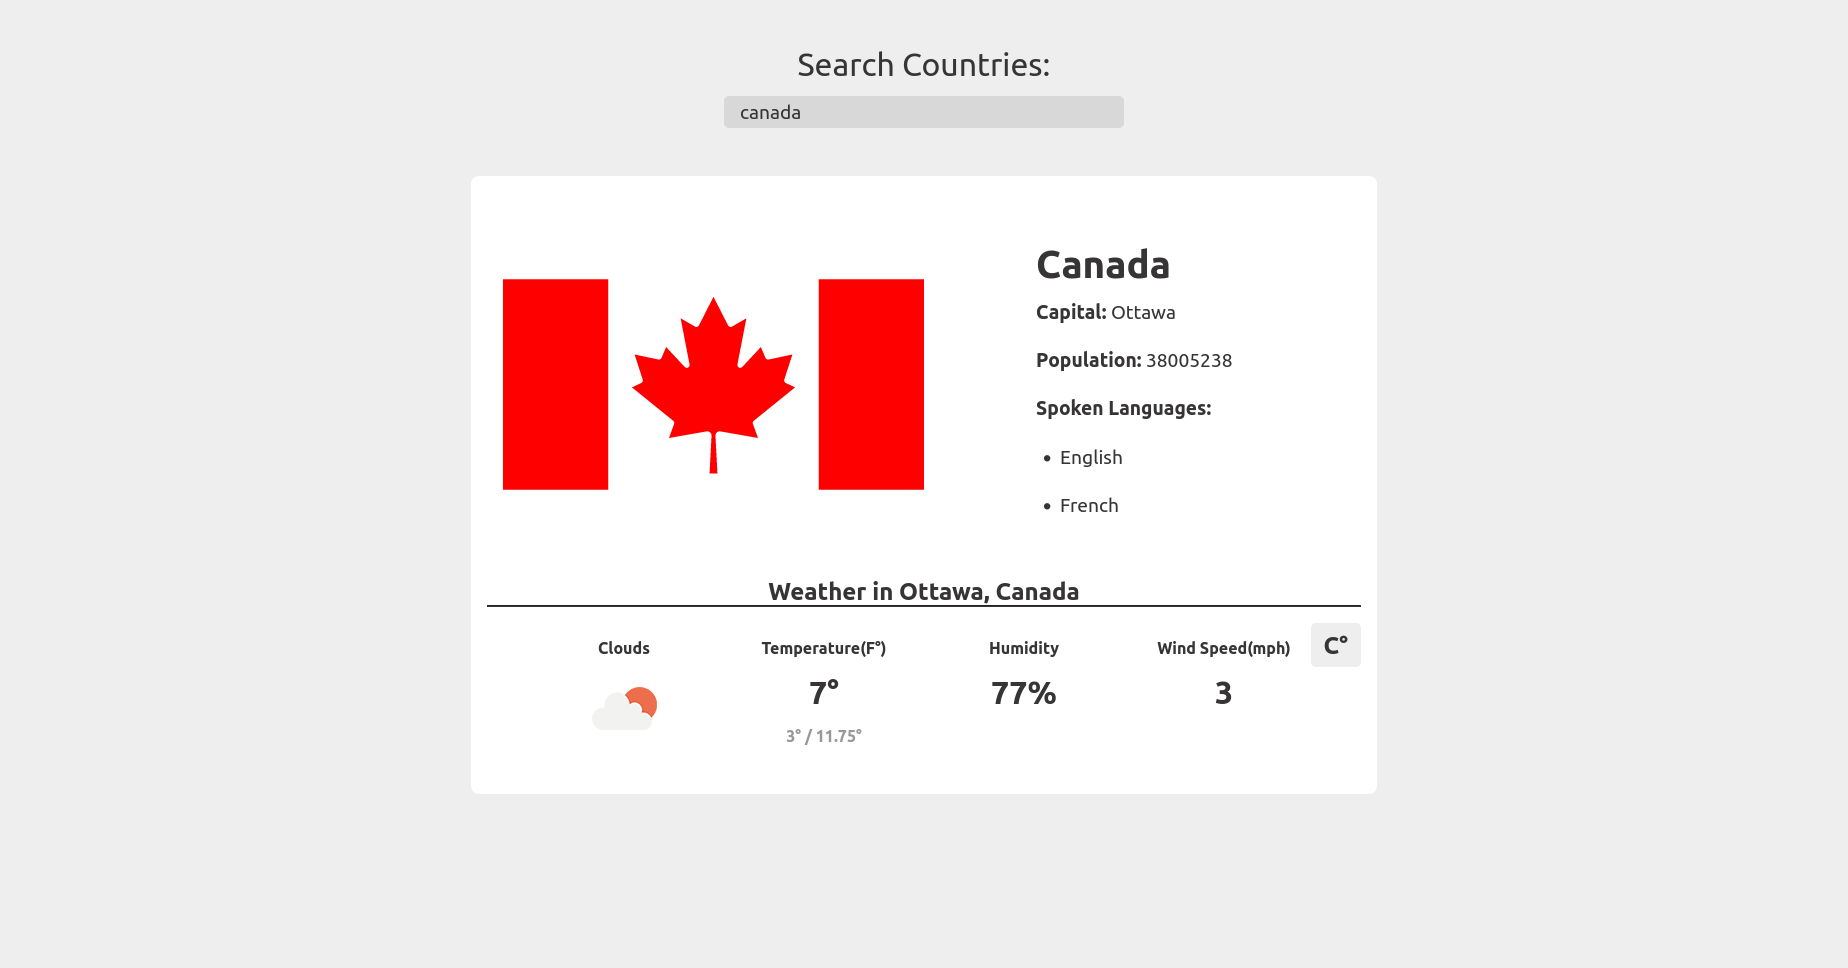 Search Countries:
canada
Canada
Capital: Ottawa
Population: 38005238
Spoken Languages:
• English
• French
Weather in Ottawa, Canada
Clouds Temperature(F°) Humidity Wind Speed(mph) C°
7° 77% 3
3° / 11.75°